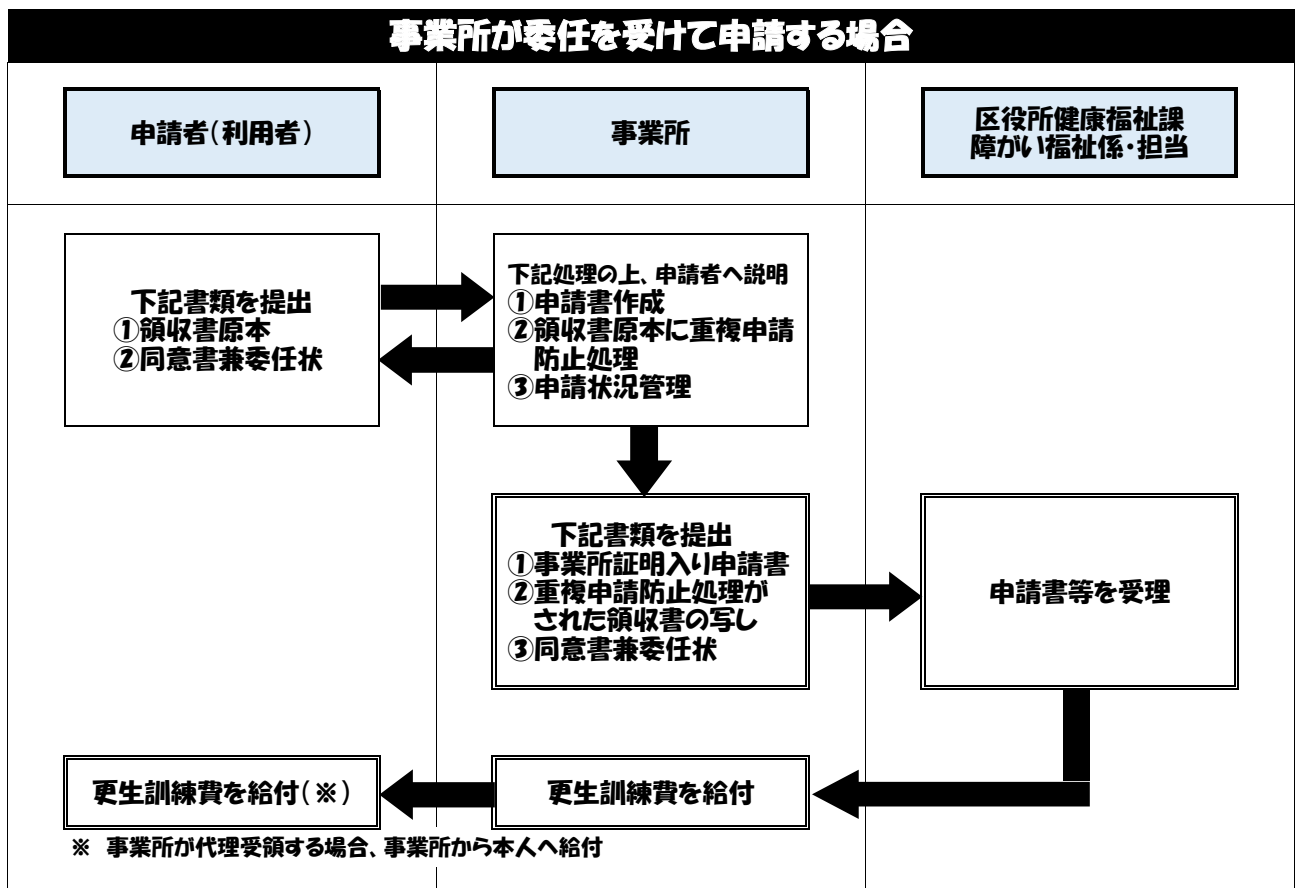 事業所が委任を受けて申請する場合
申請者(利用者)
事業所
区役所健康福祉課
障がい福祉係・担当
下記書類を提出
①領収書原本
②同意書兼委任状
下記処理の上、申請者へ説明
①申請書作成
②領収書原本に重複申請
防止処理
③申請状況管理
下記書類を提出
①事業所証明入り申請書
②重複申請防止処理が
された領収書の写し
③同意書兼委任状
申請書等を受理
更生訓練費を給付(※)
更生訓練費を給付
※ 事業所が代理受領する場合、事業所から本人へ給付